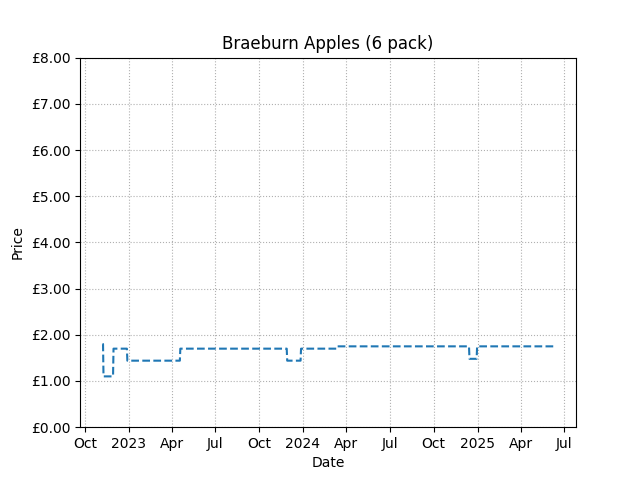 Braeburn Apples (6 pack)
£8.00
£7.00
£6.00
£5.00
£4.00
£3.00
£2.00
£1.00
£0.00
Price
Oct 2023 Apr Jul Oct 2024 Apr Jul Oct 2025 Apr Jul
Date